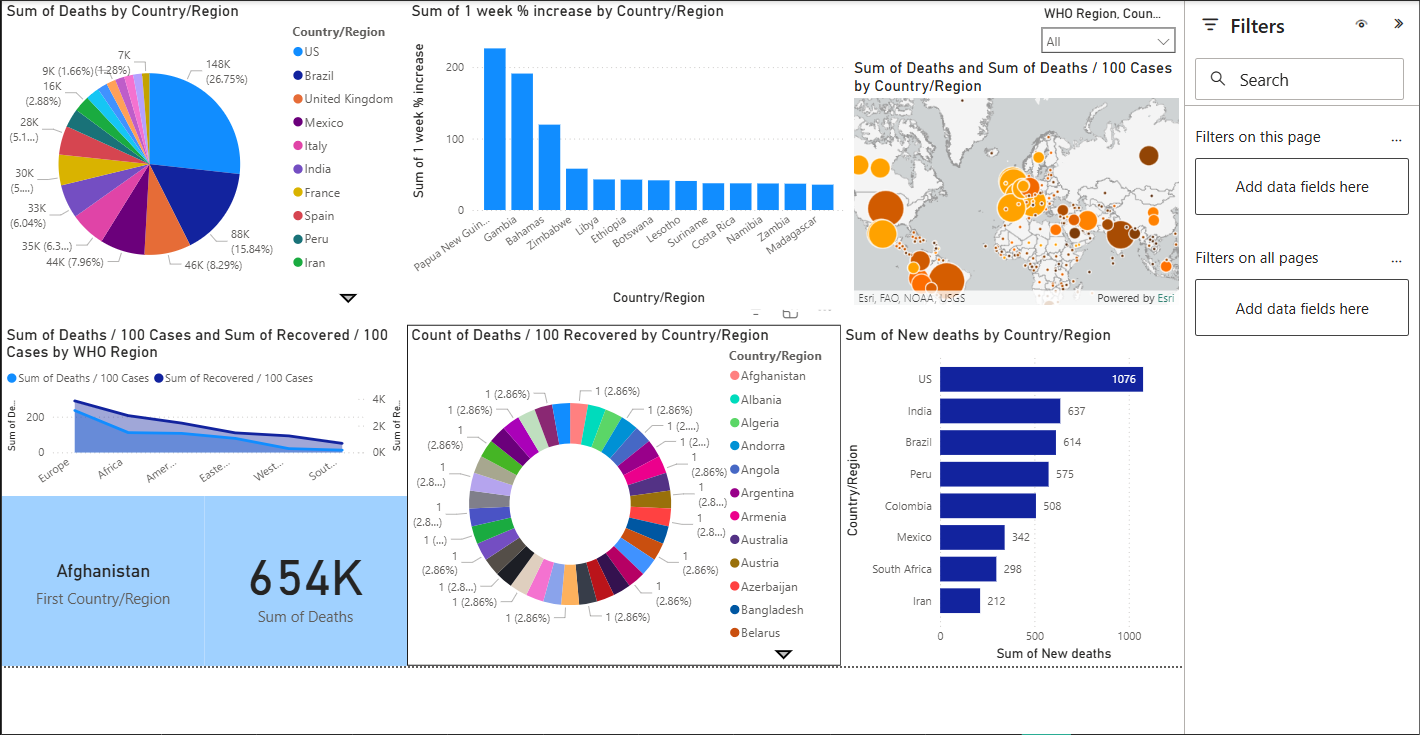 Sum of Deaths by Country/Region
Country/Region
US
Brazil
United Kingdom
Mexico
Italy
India
France
Spain
Peru
Iran
148K
(26.75%)
88K
(15.84%)
46K (8.29%)
44K (7.96%)
35K (6.3...)
33K
(6.04%)
30K
(5....)
28K
(5.1...)
16K
(2.88%)
9K (1.66%)
(1.28%)
7K
Sum of 1 week % increase by Country/Region
Sum of 1 week % increase
200
100
0
Papua New Guin...
Gambia
Bahamas
Zimbabwe
Libya
Ethiopia
Botswana
Lesotho
Suriname
Costa Rica
Namibia
Zambia
Madagascar
Country/Region
WHO Region, Coun...
All
Sum of Deaths and Sum of Deaths / 100 Cases
by Country/Region
Esri, FAO, NOAA, USGS
Powered by Esri
Filters
Search
Filters on this page
...
Add data fields here
Filters on all pages
...
Add data fields here
Sum of Deaths / 100 Cases and Sum of Recovered / 100
Cases by WHO Region
Sum of Deaths / 100 Cases
Sum of Recovered / 100 Cases
Sum of De...
200
0
4K
2K
0K
Sum of Re...
Europe
Africa
Amer...
Easte...
West...
Sout...
Afghanistan
First Country/Region
654K
Sum of Deaths
Count of Deaths / 100 Recovered by Country/Region
Country/Region
Afghanistan
Albania
Algeria
Andorra
Angola
Argentina
Armenia
Australia
Austria
Azerbaijan
Bangladesh
Belarus
1 (2.86%)
1 (2.86%)
1
(2....)
1
(2....)
1
(2.86%)
1
(2.8...)
1
(2.8...)
1
(2.86%)
1
(2.86%)
1 (2.86%)
1 (2.86%)
1 (2.86%)
1 (2.8...)
1
(2.86%)
1 (...)
1
(2.8...)
1
(2.8...)
1
(2.86%)
1 (2.86%)
1 (2.86%)
Sum of New deaths by Country/Region
Country/Region
US
1076
India
637
Brazil
614
Peru
575
Colombia
508
Mexico
342
South Africa
298
Iran
212
0
500
1000
Sum of New deaths